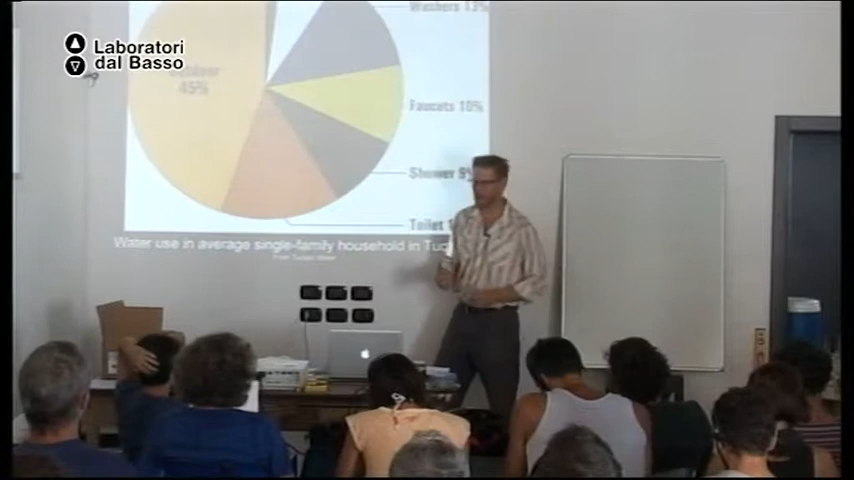 Laboratori
dal Basso
Washers 13%
Outdoor
45%
Faucets 10%
Shower 9%
Toilet
Water use in average single-family household in Tuc